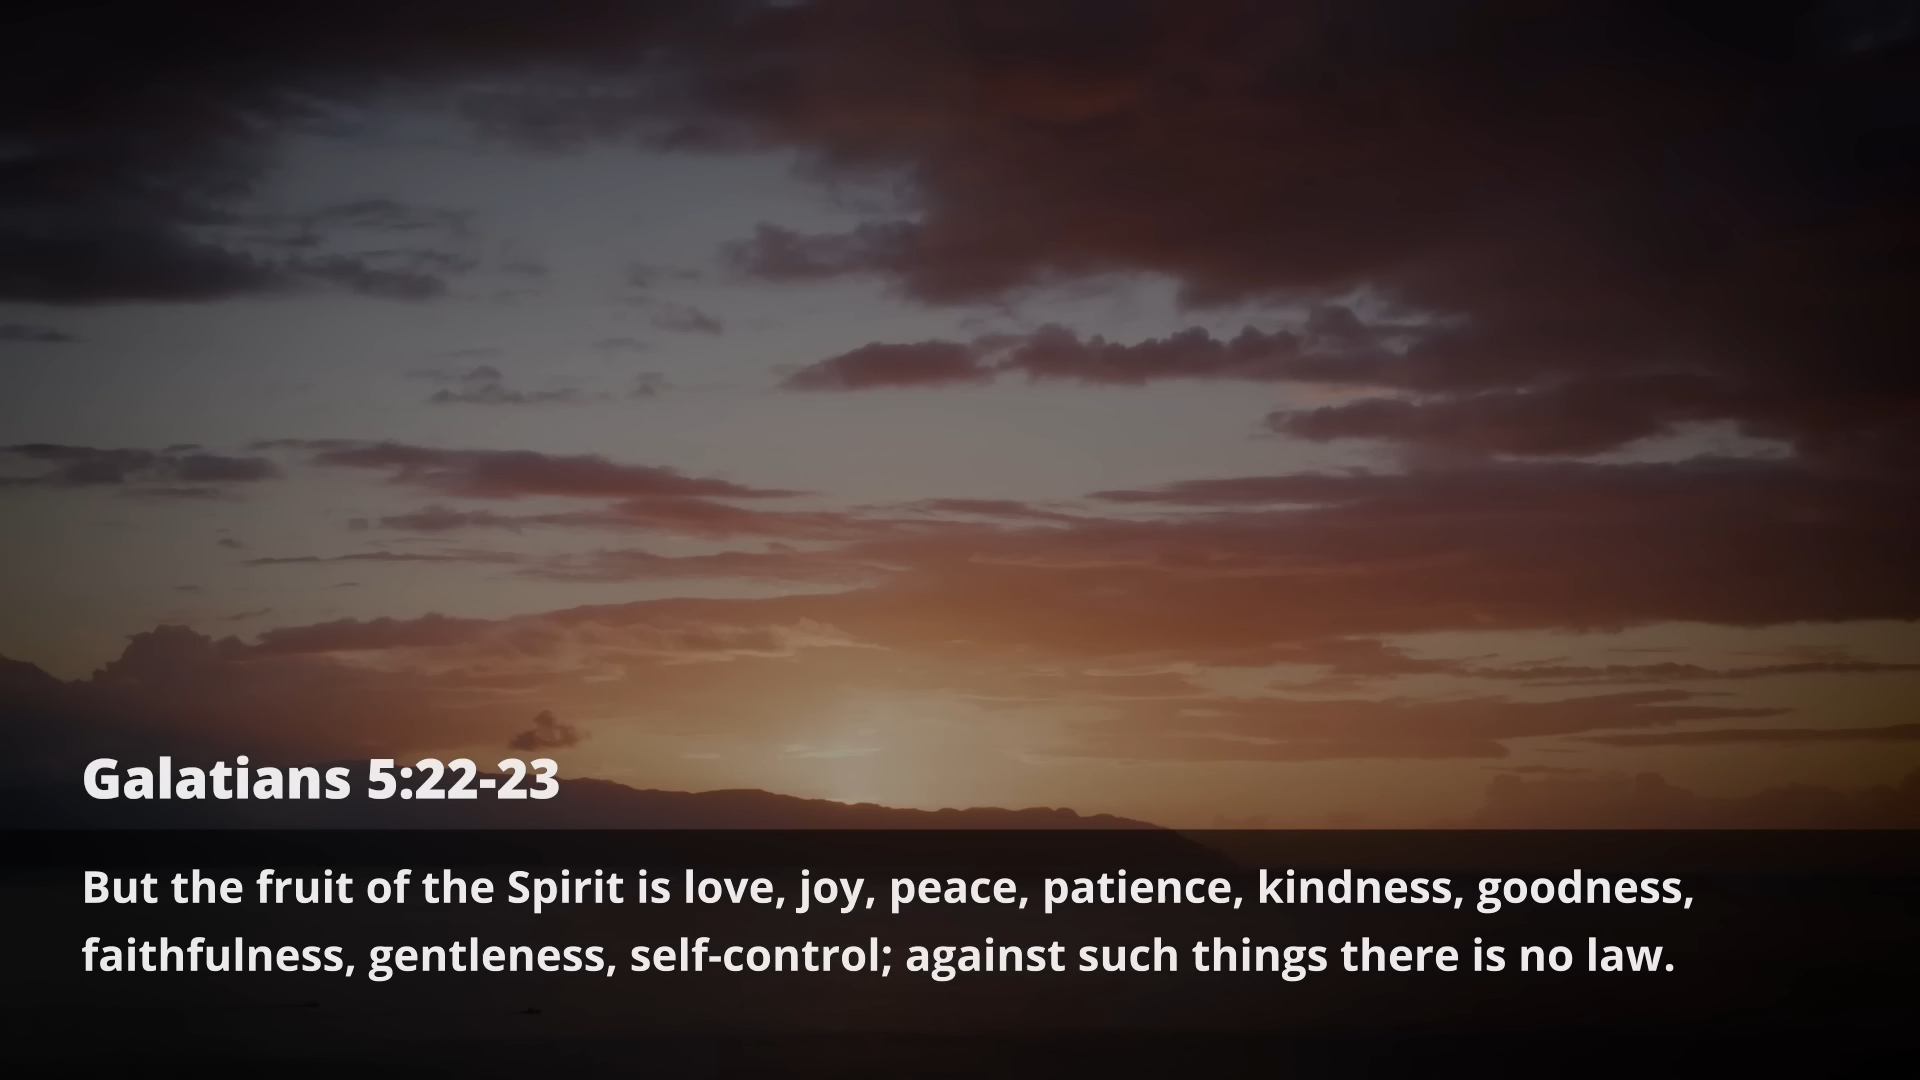 Galatians 5:22-23
But the fruit of the Spirit is love, joy, peace, patience, kindness, goodness,
faithfulness, gentleness, self-control; against such things there is no law.